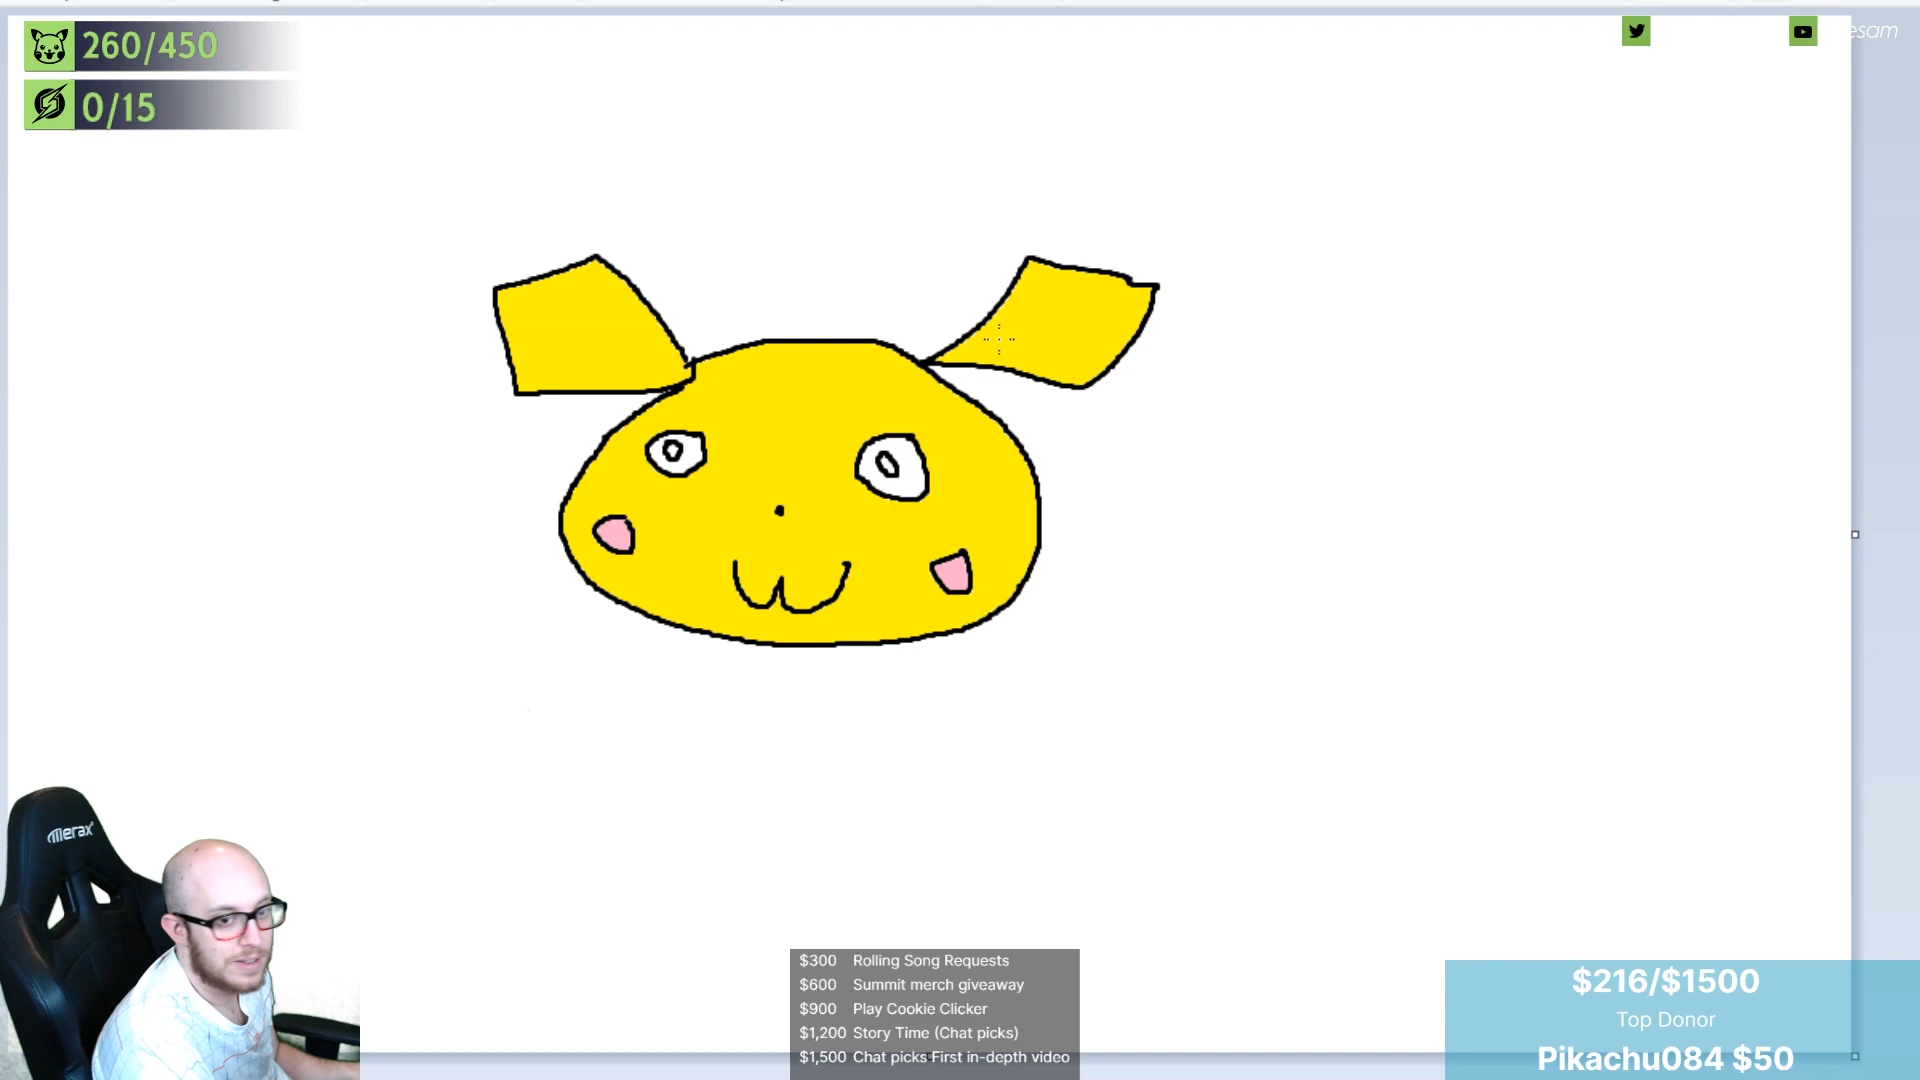 260/450
0/15
esam
merax
$300 Rolling Song Requests
$600 Summit merch giveaway
$900 Play Cookie Clicker
$1,200 Story Time (Chat picks)
$1,500 Chat picks First in-depth video
$216/$1500
Top Donor
Pikachu084 $50